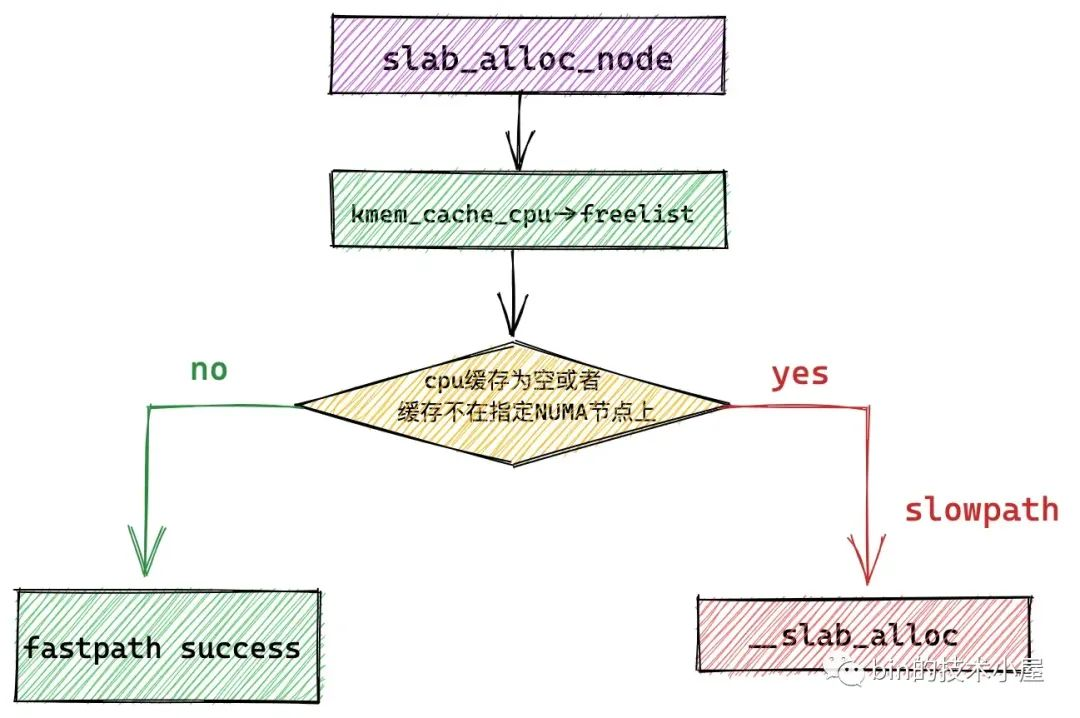 slab_alloc_node
kmem_cache_cpu->freelist
no
cpu缓存为空或者
yes
缓存不在指定NUMA节点上
slowpath
fastpath success
__slab_alloc
bin的技术小屋